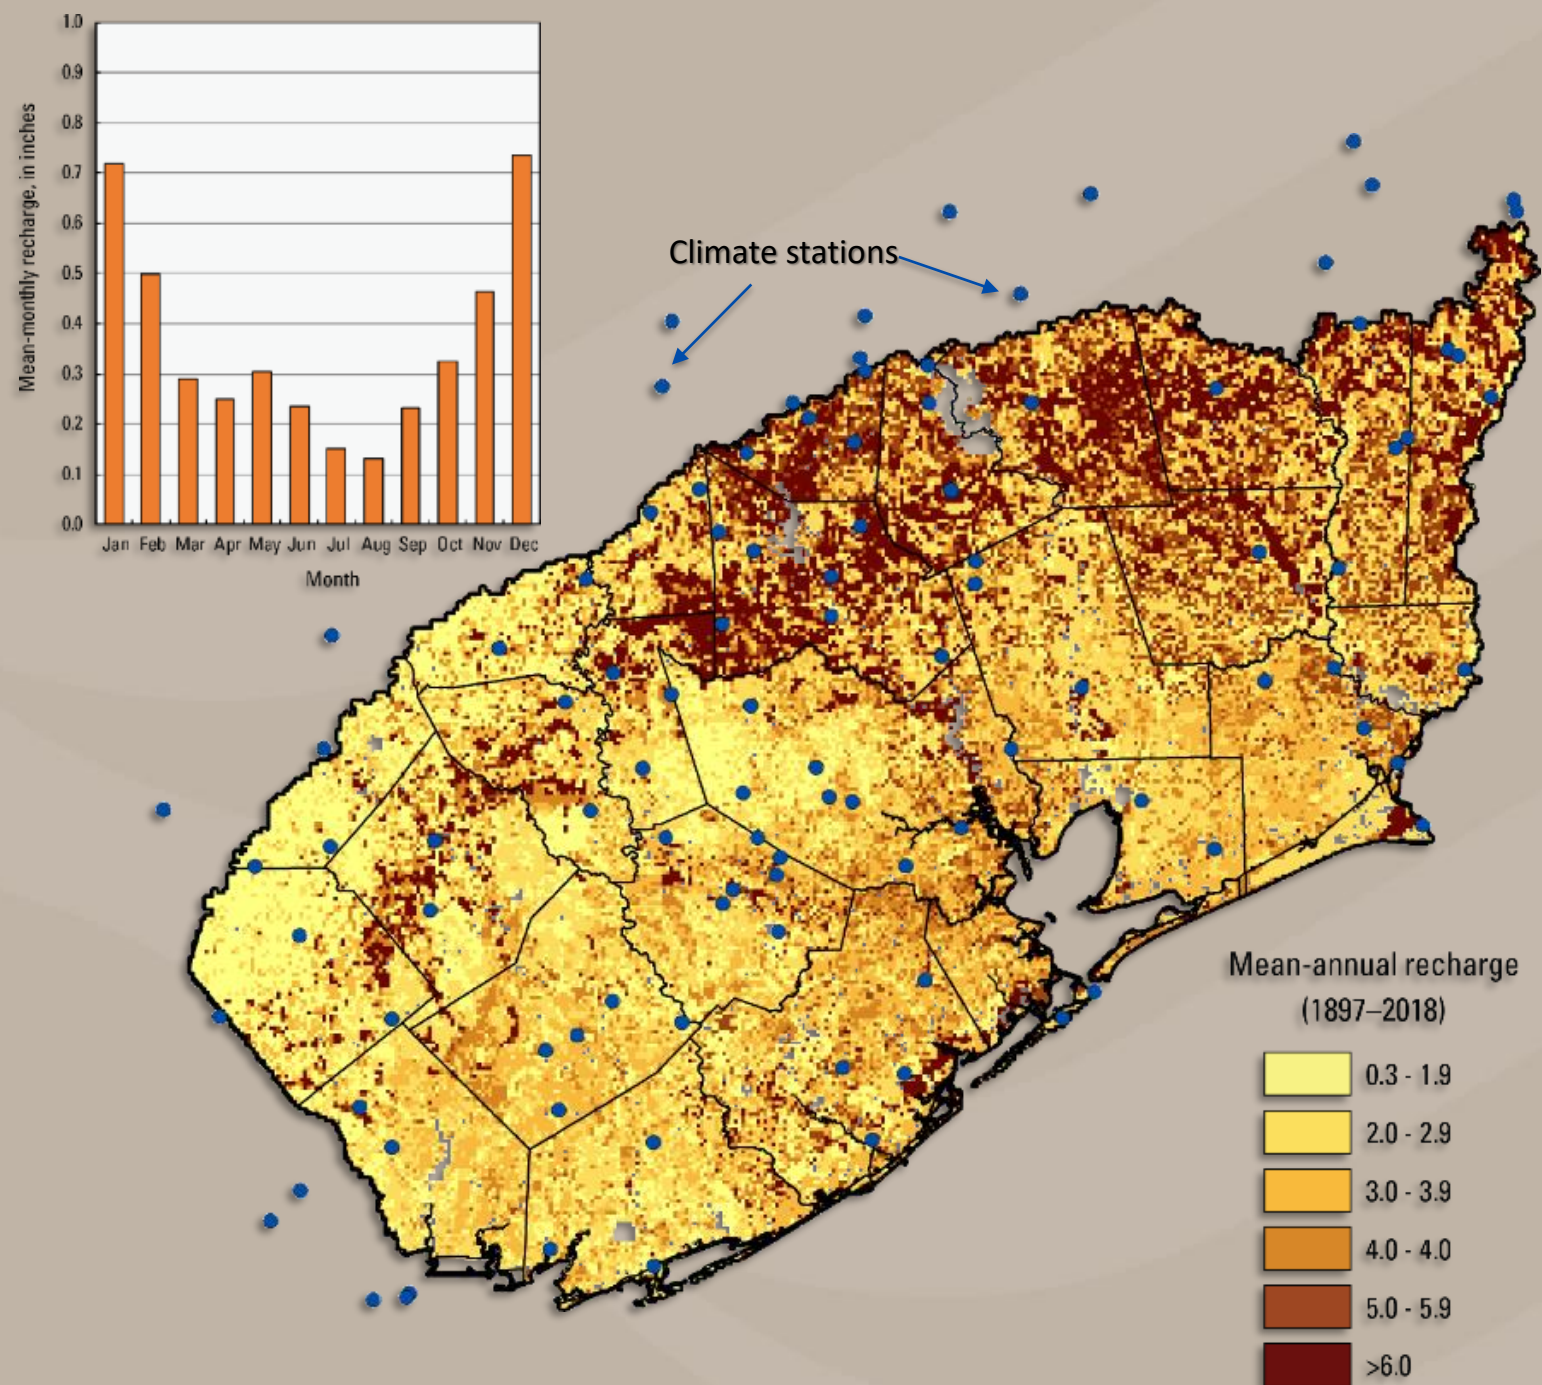 1.0
0.9
0.8
0.7
0.6
0.5
0.4
0.3
0.2
0.1
0.0
Mean-monthly recharge, in inches
Jan Feb Mar Apr May Jun Jul Aug Sep Oct Nov Dec
Month
Climate stations
Mean-annual recharge
(1897–2018)
0.3 - 1.9
2.0 - 2.9
3.0 - 3.9
4.0 - 4.0
5.0 - 5.9
>6.0